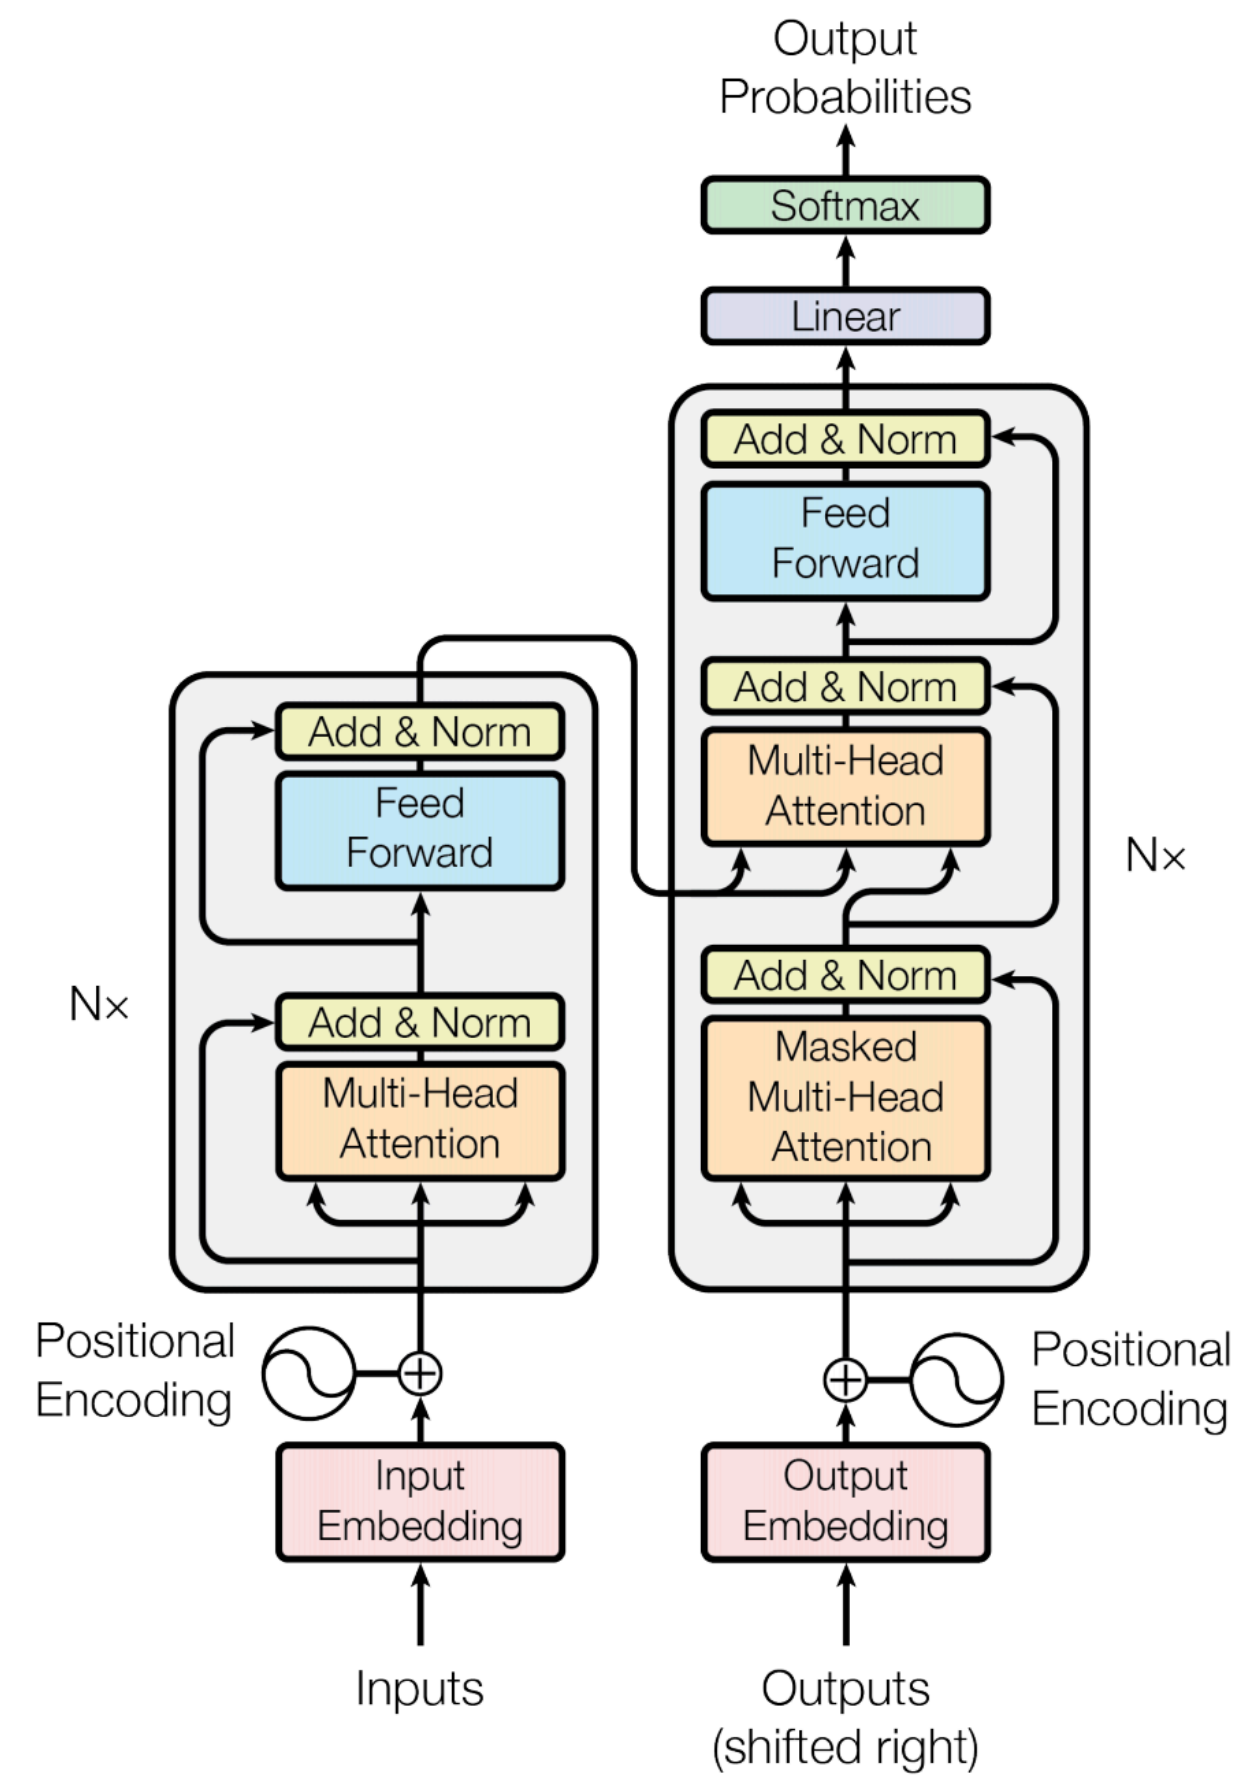 Output
Probabilities
Softmax
Linear
Add & Norm
Feed
Forward
Add & Norm
Multi-Head
Attention
Add & Norm
Masked
Multi-Head
Attention
N×
Add & Norm
Feed
Forward
Add & Norm
Multi-Head
Attention
N×
Positional
Encoding
Positional
Encoding
Input
Embedding
Output
Embedding
Inputs
Outputs
(shifted right)